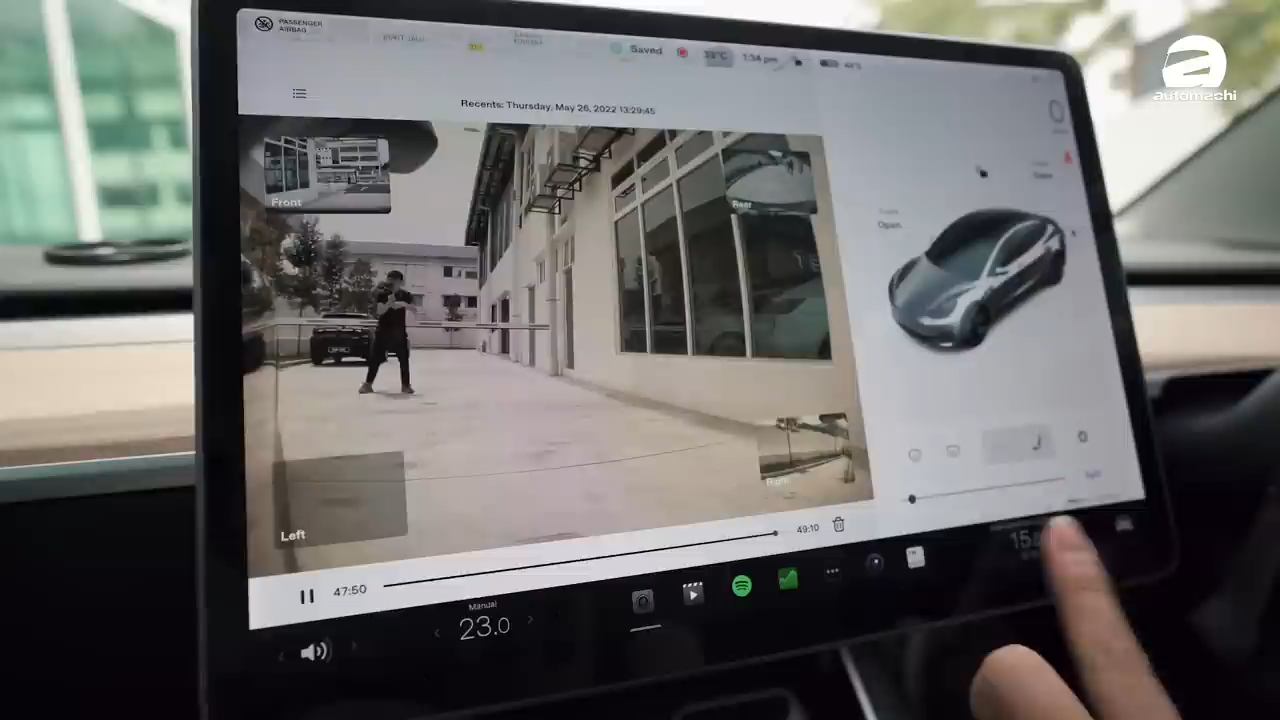 PASSENGER
AIRBAG
Saved
1:34 pm
automachi
Recents: Thursday, May 26, 2022 13:29:45
Front
Rear
Open
Left
Right
47:50
49:10
Manual
23.0